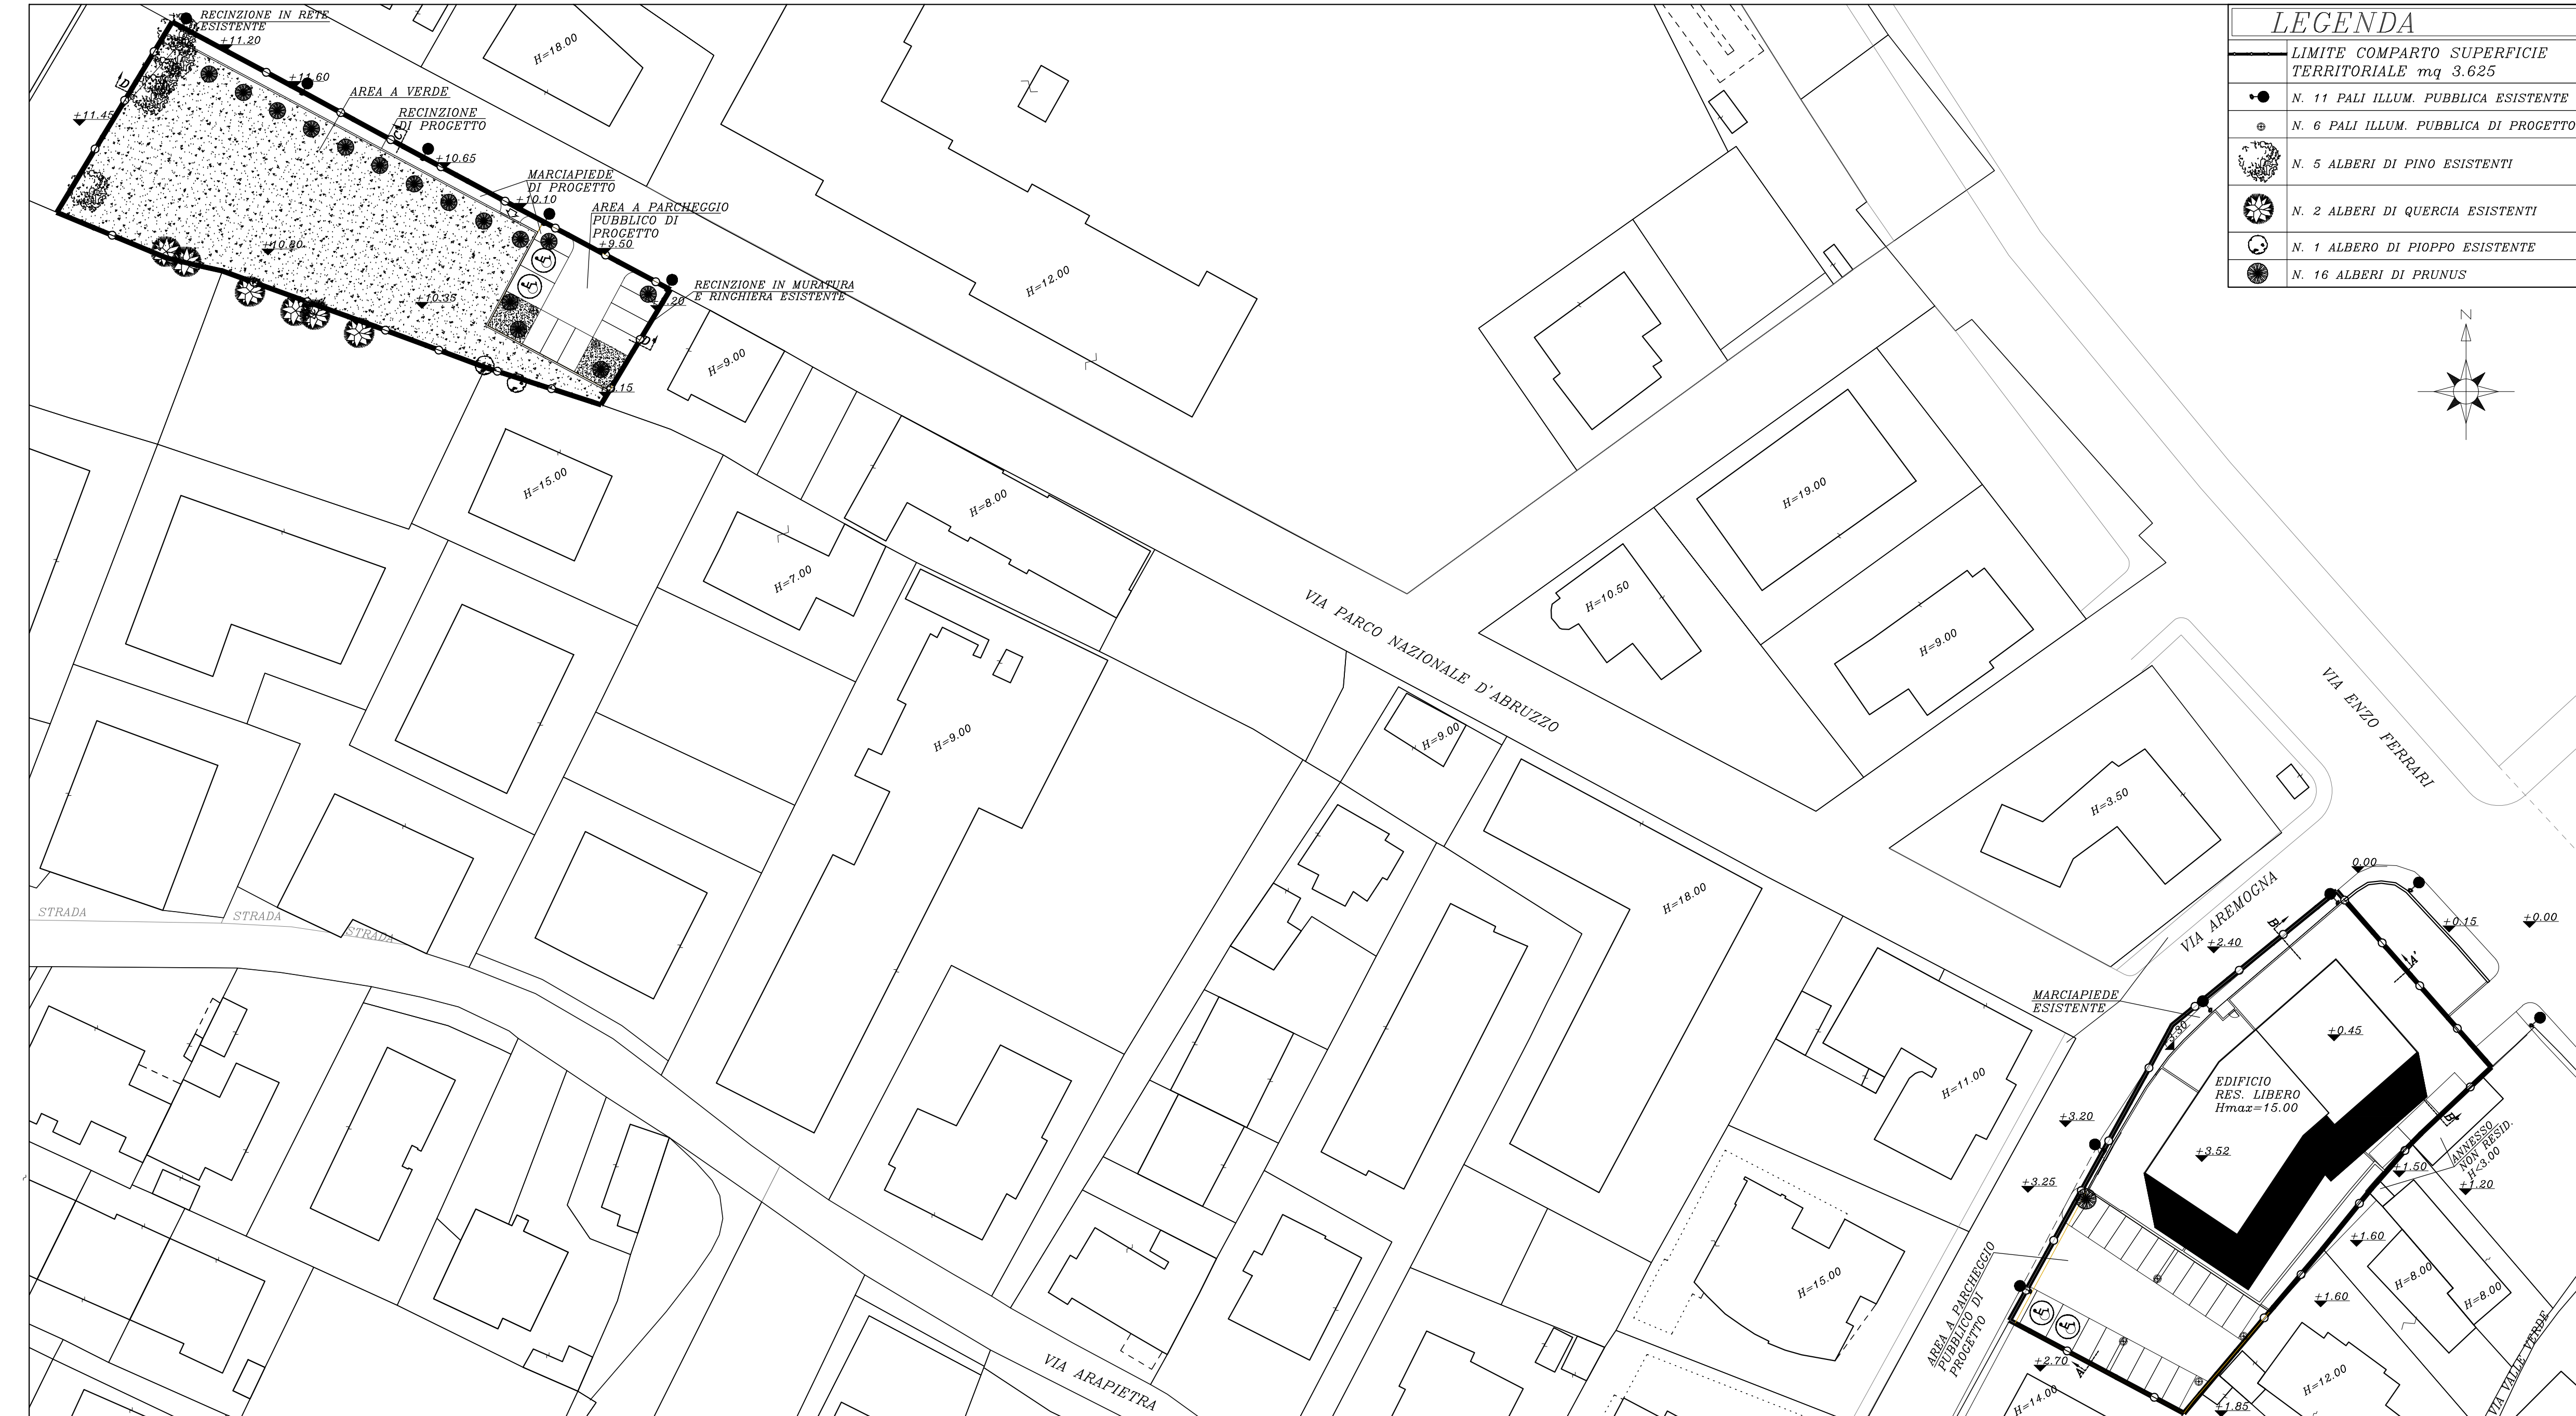 RECINZIONE IN RETE
ESISTENTE
+11.20
+11.60
AREA A VERDE
RECINZIONE
DI PROGETTO
+11.45
D
C'
+10.65
MARCIAPIEDE
DI PROGETTO
+10.10
AREA A PARCHEGGIO
PUBBLICO DI
PROGETTO
+9.50
+10.80
+10.35
RECINZIONE IN MURATURA
E RINGHIERA ESISTENTE
D'
H=18.00
H=12.00
H=9.00
H=15.00
H=8.00
H=7.00
H=9.00
H=9.00
H=18.00
H=10.50
H=19.00
H=9.00
H=3.50
H=11.00
H=15.00
H=14.00
H=12.00
H=8.00
H=8.00
VIA PARCO NAZIONALE D'ABRUZZO
VIA ENZO FERRARI
VIA AREMOGNA
VIA ARAPIETRA
VIA VALLE VERDE
STRADA
STRADA
STRADA
LEGENDA
LIMITE COMPARTO SUPERFICIE
TERRITORIALE mq 3.625
N. 11 PALI ILLUM. PUBBLICA ESISTENTE
N. 6 PALI ILLUM. PUBBLICA DI PROGETTO
N. 5 ALBERI DI PINO ESISTENTI
N. 2 ALBERI DI QUERCIA ESISTENTI
N. 1 ALBERO DI PIOPPO ESISTENTE
N. 16 ALBERI DI PRUNUS
N
0.00
+0.15
+0.00
+2.40
B
A'
MARCIAPIEDE
ESISTENTE
+0.45
EDIFICIO
RES. LIBERO
Hmax=15.00
+3.52
+3.20
+3.25
B'
ANNESSO
NON RESID.
H<3.00
+1.50
+1.20
+1.60
+1.60
AREA A PARCHEGGIO
PUBBLICO DI
PROGETTO
+2.70
A
+1.85